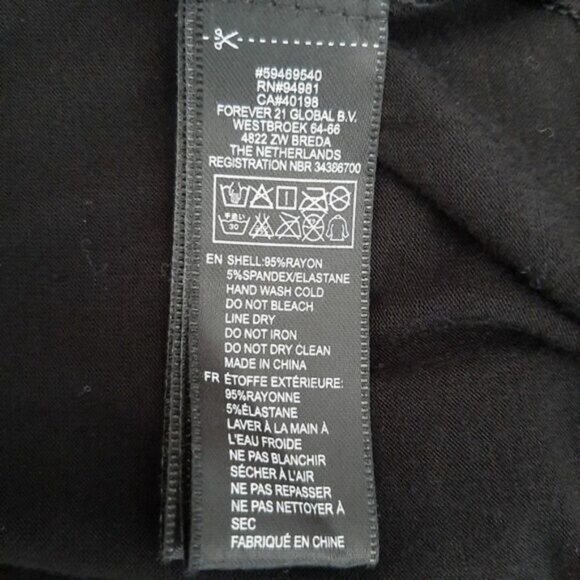 #59469540
RN#94981
CA#40198
FOREVER 21 GLOBAL B.V.
WESTBROEK 64-66
4822 ZW BREDA
THE NETHERLANDS
REGISTRATION NBR 34386700
手洗い
30
EN SHELL:95%RAYON
5%SPANDEX/ELASTANE
HAND WASH COLD
DO NOT BLEACH
LINE DRY
DO NOT IRON
DO NOT DRY CLEAN
MADE IN CHINA
FR ÉTOFFE EXTÉRIEURE:
95%RAYONNE
5%ÉLASTANE
LAVER À LA MAIN À
L'EAU FROIDE
NE PAS BLANCHIR
SÉCHER À L'AIR
NE PAS REPASSER
NE PAS NETTOYER À
SEC
FABRIQUÉ EN CHINE